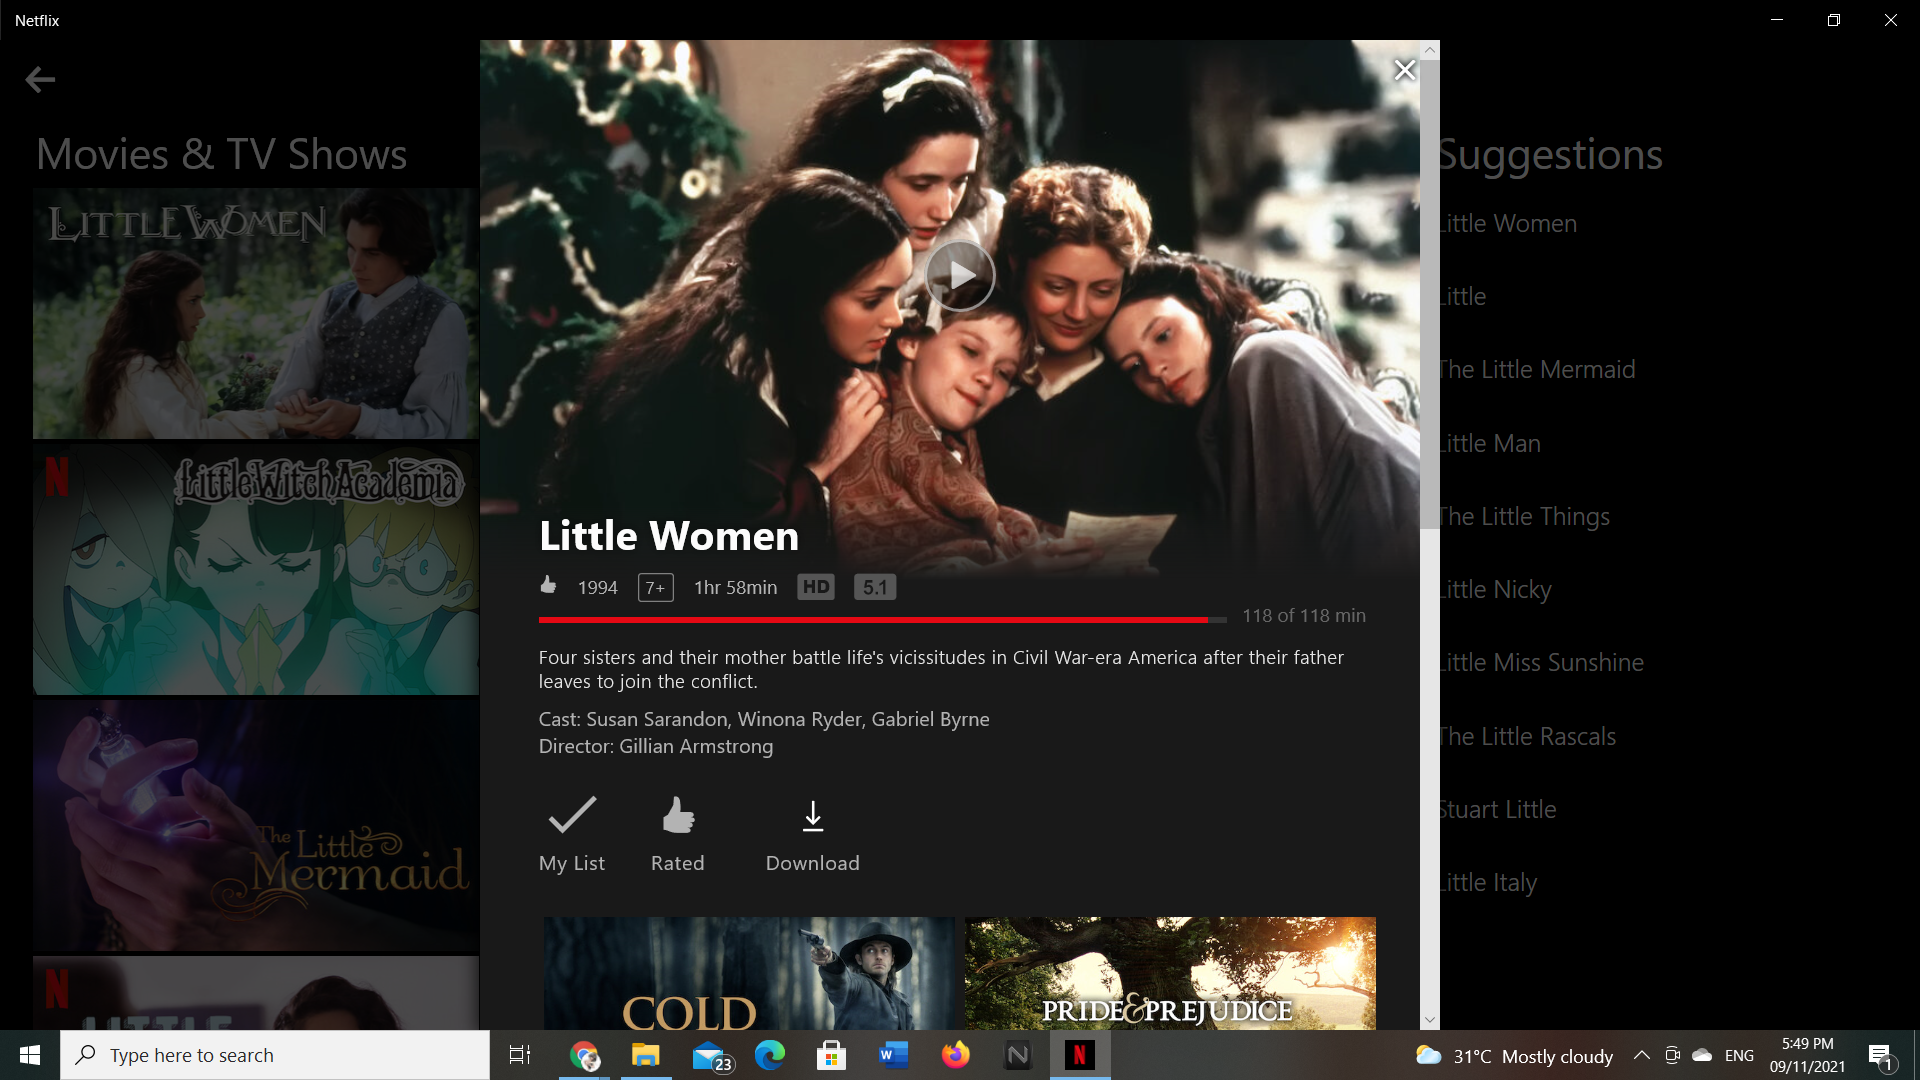 Netflix
Movies & TV Shows
LITTLE WOMEN
N
LittleWitchAcademia
The Little
Mermaid
N
LITTLE
Little Women
1994
7+
1hr 58min
HD
5.1
118 of 118 min
Four sisters and their mother battle life's vicissitudes in Civil War-era America after their father
leaves to join the conflict.
Cast: Susan Sarandon, Winona Ryder, Gabriel Byrne
Director: Gillian Armstrong
My List
Rated
Download
COLD
PRIDE & PREJUDICE
Suggestions
Little Women
Little
The Little Mermaid
Little Man
The Little Things
Little Nicky
Little Miss Sunshine
The Little Rascals
Stuart Little
Little Italy
Type here to search
23
W
N
N
31°C Mostly cloudy
ENG
5:49 PM
09/11/2021
1